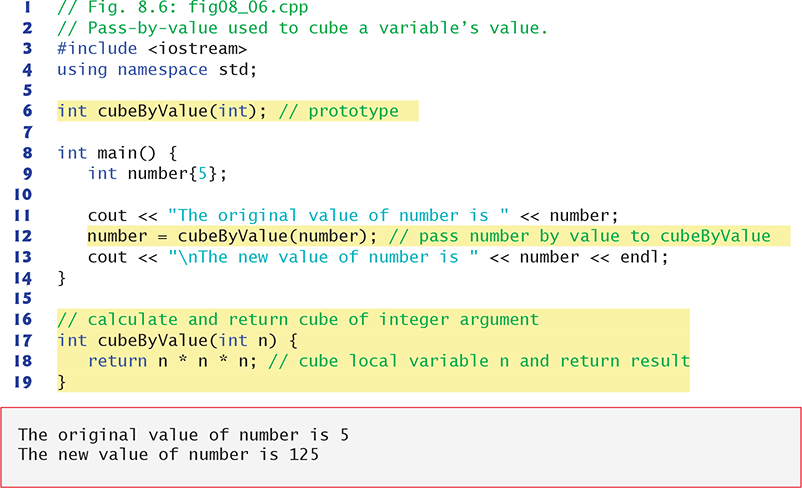 1 // Fig. 8.6: fig08_06.cpp
2 // Pass-by-value used to cube a variable’s value.
3 #include <iostream>
4 using namespace std;
5
6 int cubeByValue(int); // prototype
7
8 int main() {
9    int number{5};
10
11    cout << "The original value of number is " << number;
12    number = cubeByValue(number); // pass number by value to cubeByValue
13    cout << "\nThe new value of number is " << number << endl;
14 }
15
16 // calculate and return cube of integer argument
17 int cubeByValue(int n) {
18    return n * n * n; // cube local variable n and return result
19 }
The original value of number is 5
The new value of number is 125